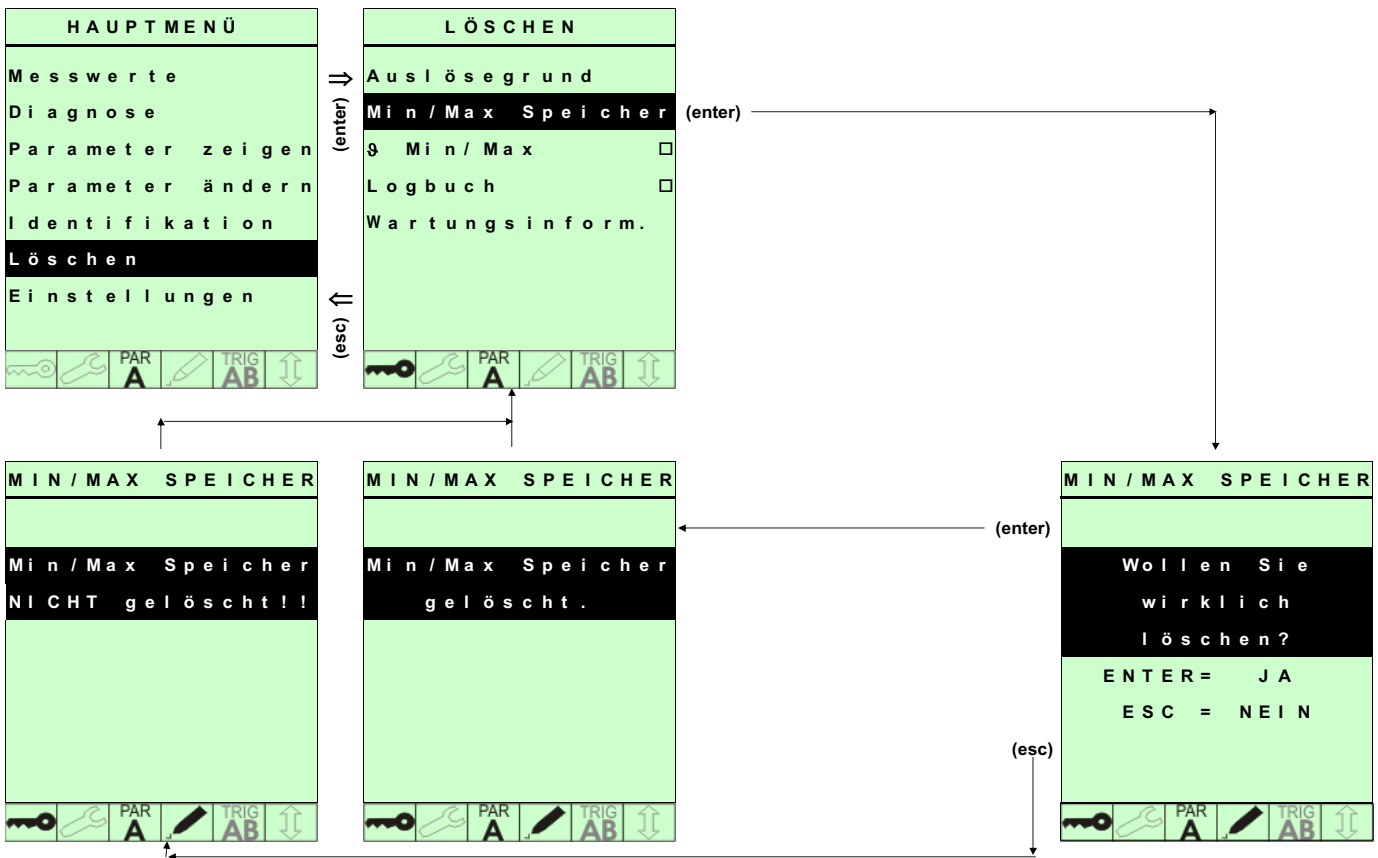 HAUPTMENÜ
Messwerte
Diagnose
Parameter zeigen
Parameter ändern
Identifikation
Löschen
Einstellungen
PAR
A
TRIG
AB
⇒
(enter)
⇐
(esc)
LÖSCHEN
Auslösegrund
Min/Max Speicher
ϑ Min/Max □
Logbuch □
Wartungsinform.
PAR
A
TRIG
AB
(enter)
MIN/MAX SPEICHER
Min/Max Speicher
NICHT gelöscht!!
PAR
A
TRIG
AB
MIN/MAX SPEICHER
Min/Max Speicher
gelöscht.
PAR
A
TRIG
AB
(enter)
(esc)
MIN/MAX SPEICHER
Wollen Sie
wirklich
löschen?
ENTER= JA
ESC = NEIN
PAR
A
TRIG
AB